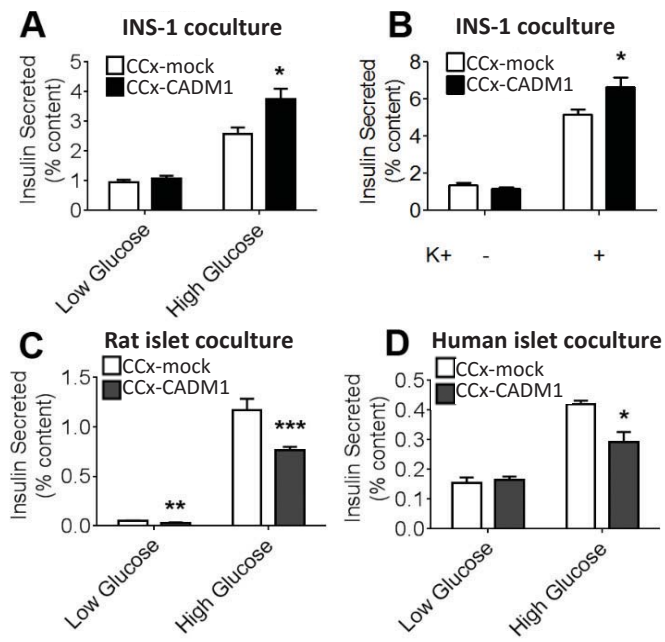 A INS-1 coculture
5
4
3
2
1
0
Insulin Secreted
(% content)
CCx-mock
CCx-CADM1
*
Low Glucose
High Glucose
B INS-1 coculture
8
6
4
2
0
Insulin Secreted
(% content)
CCx-mock
CCx-CADM1
*
K+ - +
C Rat islet coculture
1.5
1.0
0.5
0.0
Insulin Secreted
(% content)
CCx-mock
CCx-CADM1
**
***
Low Glucose
High Glucose
D Human islet coculture
0.5
0.4
0.3
0.2
0.1
0.0
Insulin Secreted
(% content)
CCx-mock
CCx-CADM1
*
Low Glucose
High Glucose